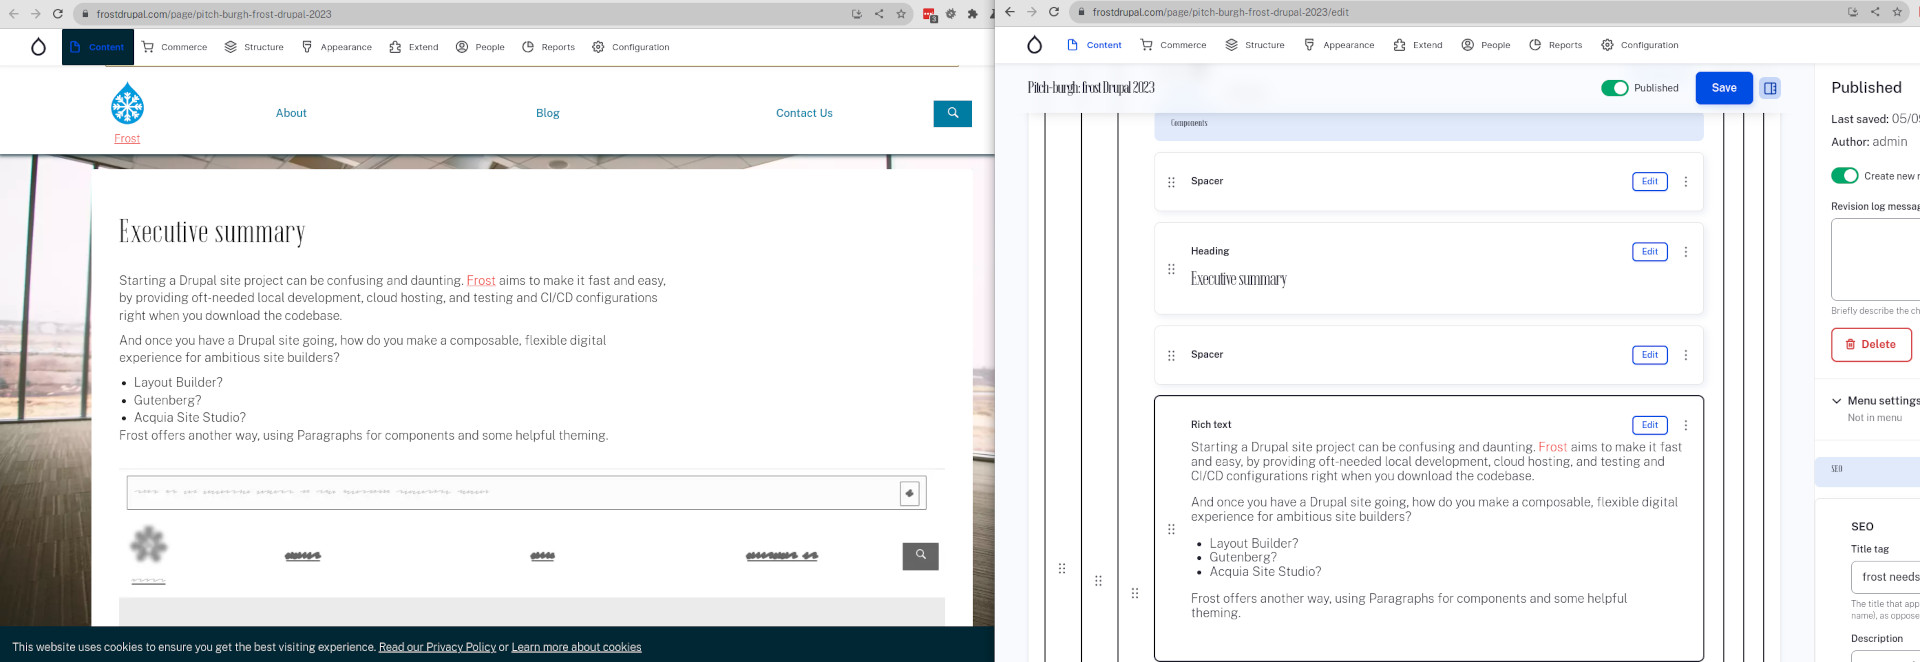 frostdrupal.com/page/pitch-burgh-frost-drupal-2023
3
Content
Commerce
Structure
Appearance
Extend
People
Reports
Configuration
Frost
About
Blog
Contact Us
Executive summary
Starting a Drupal site project can be confusing and daunting. Frost aims to make it fast and easy,
by providing oft-needed local development, cloud hosting, and testing and CI/CD configurations
right when you download the codebase.
And once you have a Drupal site going, how do you make a composable, flexible digital
experience for ambitious site builders?
• Layout Builder?
• Gutenberg?
• Acquia Site Studio?
Frost offers another way, using Paragraphs for components and some helpful theming.
This website uses cookies to ensure you get the best visiting experience. Read our Privacy Policy or Learn more about cookies
frostdrupal.com/page/pitch-burgh-frost-drupal-2023/edit
Content
Commerce
Structure
Appearance
Extend
People
Reports
Configuration
Pitch-burgh: frost Drupal 2023
Published
Save
Components
Spacer
Edit
Heading
Edit
Executive summary
Spacer
Edit
Rich text
Edit
Starting a Drupal site project can be confusing and daunting. Frost aims to make it fast
and easy, by providing oft-needed local development, cloud hosting, and testing and
CI/CD configurations right when you download the codebase.
And once you have a Drupal site going, how do you make a composable, flexible digital
experience for ambitious site builders?
• Layout Builder?
• Gutenberg?
• Acquia Site Studio?
Frost offers another way, using Paragraphs for components and some helpful
theming.
Published
Last saved: 05/0
Author: admin
Create new r
Revision log messag
Briefly describe the ch
Delete
Menu settings
Not in menu
SEO
SEO
Title tag
frost needs
The title that app
name), as oppose
Description